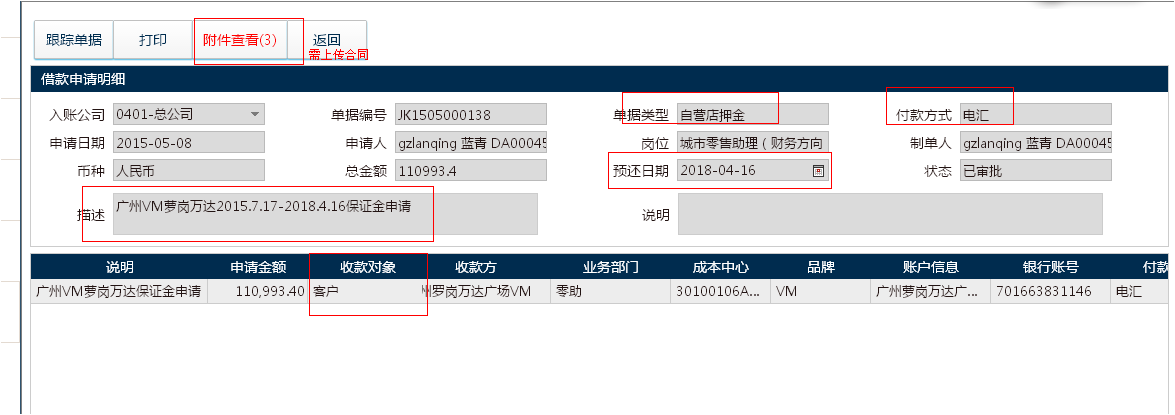 跟踪单据 打印 附件查看(3) 返回
需上传合同
借款申请明细
入账公司 0401-总公司 单据编号 JK1505000138 单据类型 自营店押金 付款方式 电汇
申请日期 2015-05-08 申请人 gzlanqing 蓝青 DA00045 岗位 城市零售助理（财务方向 制单人 gzlanqing 蓝青 DA00045
币种 人民币 总金额 110993.4 预还日期 2018-04-16 状态 已审批
描述 广州VM萝岗万达2015.7.17-2018.4.16保证金申请 说明
说明 申请金额 收款对象 收款方 业务部门 成本中心 品牌 账户信息 银行账号 付款
广州VM萝岗万达保证金申请 110,993.40 客户 州罗岗万达广场VM 零助 30100106A... VM 广州萝岗万达广... 701663831146 电汇